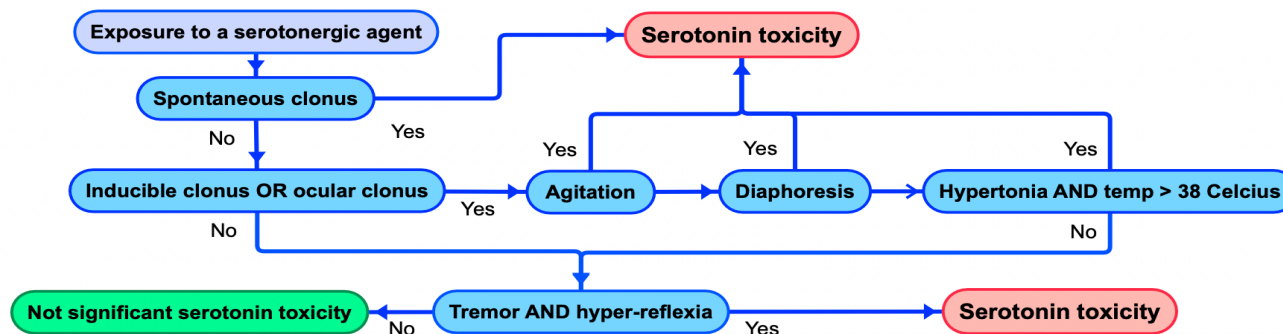 Exposure to a serotonergic agent
Serotonin toxicity
Spontaneous clonus
No
Yes
Yes
Yes
Yes
Inducible clonus OR ocular clonus
Agitation
Diaphoresis
Hypertonia AND temp > 38 Celcius
Yes
No
No
Not significant serotonin toxicity
Tremor AND hyper-reflexia
Serotonin toxicity
No
Yes